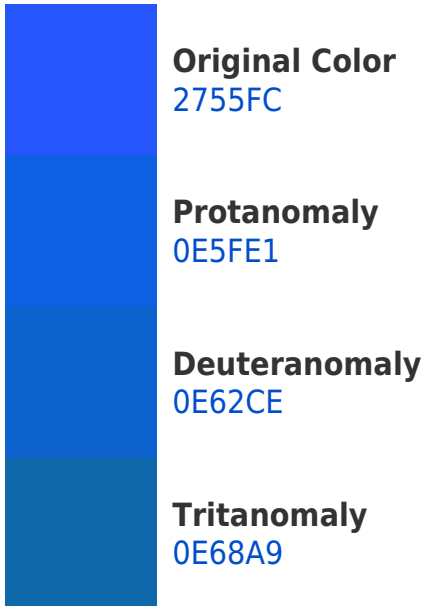 Original Color
2755FC
Protanomaly
0E5FE1
Deuteranomaly
0E62CE
Tritanomaly
0E68A9